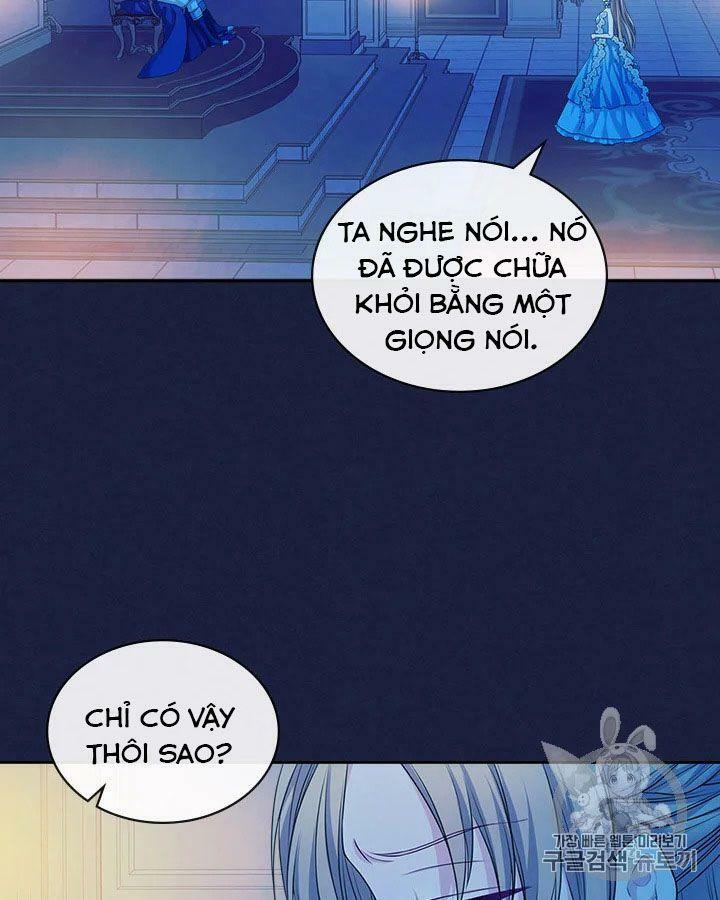 TA NGHE NÓI... NÓ
ĐÃ ĐƯỢC CHỮA
KHỎI BẰNG MỘT
GIỌNG NÓI.
CHỈ CÓ VẬY
THÔI SAO?
가장 빠른 웹툰 미리보기
구글검색 뉴토끼